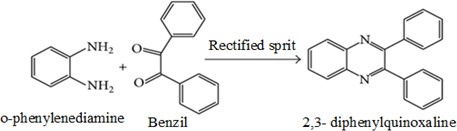 NH2
NH2
+
O
O
Rectified sprit
N
N
o-phenylenediamine
Benzil
2,3- diphenylquinoxaline